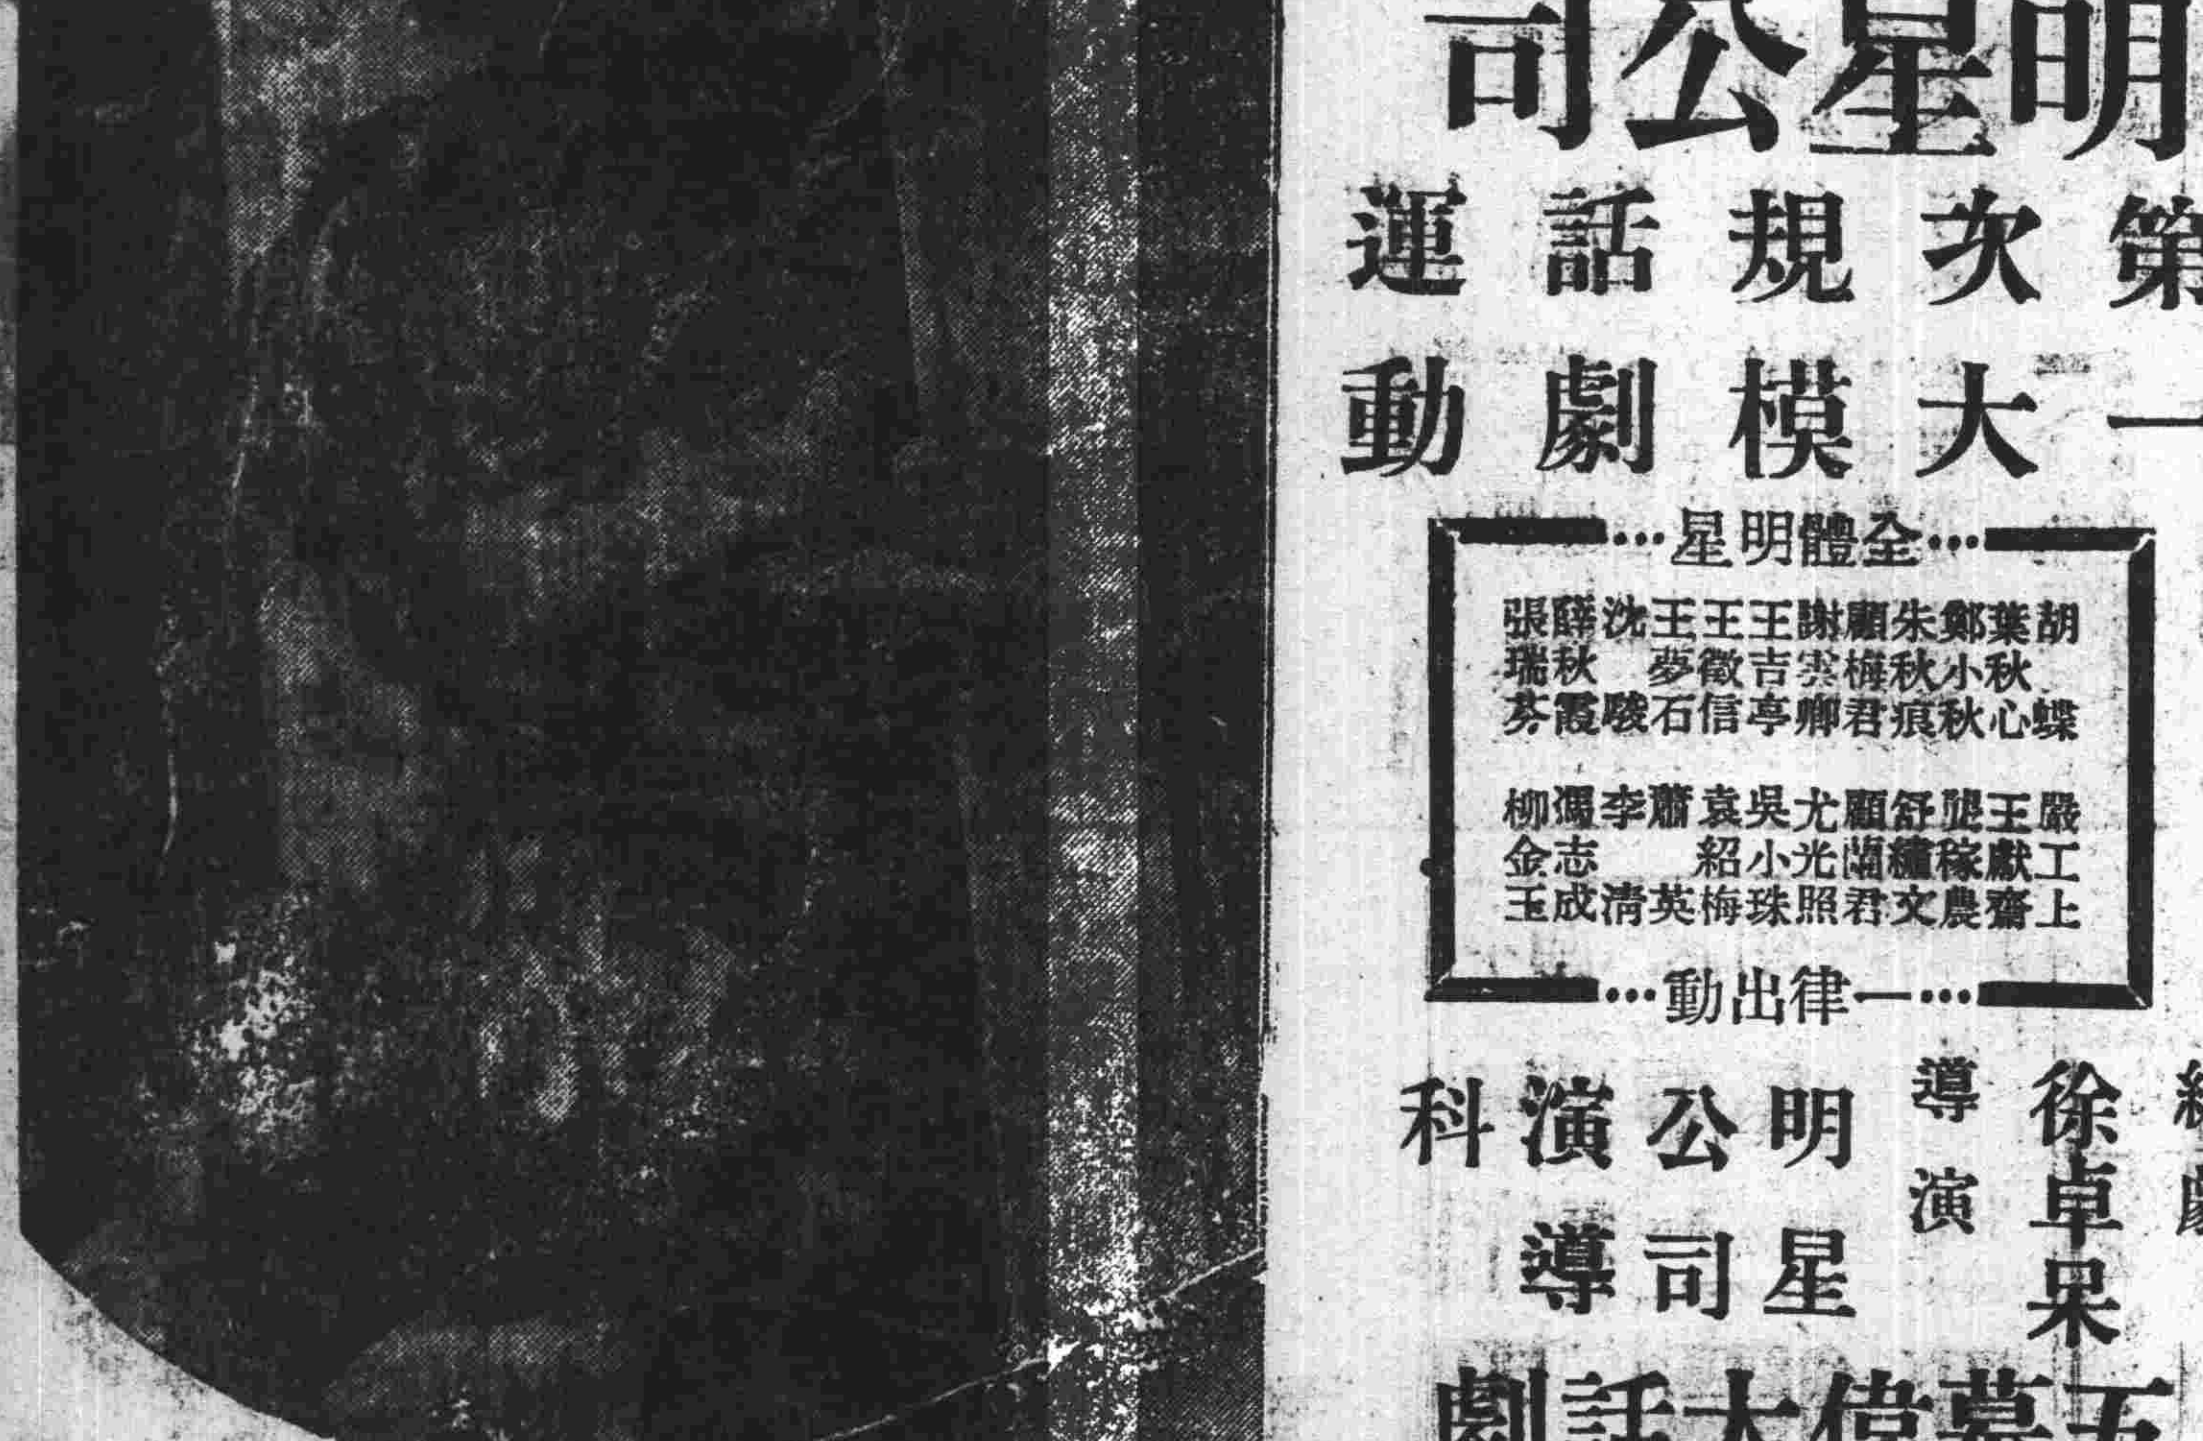 明星公司
第一次大規模話劇運動
全體明星
胡蝶
葉秋心
鄭小秋
朱秋痕
顧梅君
謝雲卿
王吉亭
王徵信
王夢石
沈駿
薛秋霞
張瑞芬
嚴工上
王獻齋
龔稼農
舒繡文
顧蘭君
尤光照
吳小珠
袁紹梅
蕭英
李清
馮志成
柳金玉
一律出動
徐卓呆
導演
明星公司導演科
五幕偉大話劇